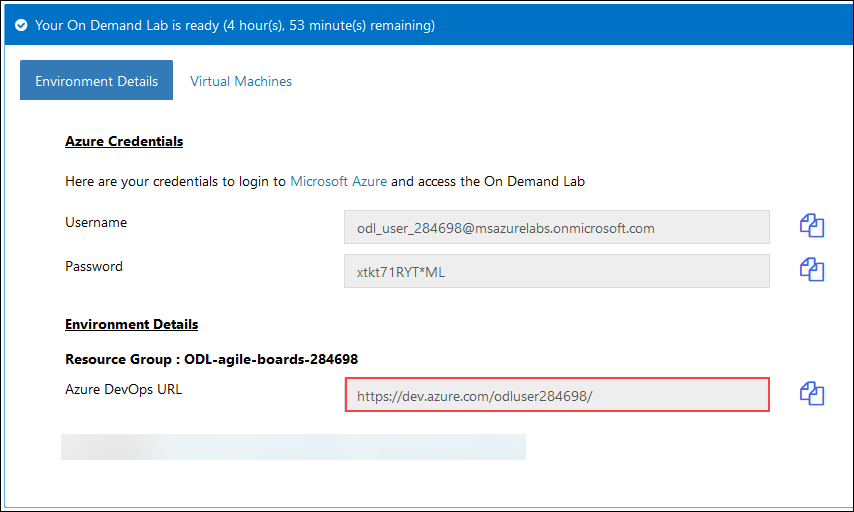 Your On Demand Lab is ready (4 hour(s), 53 minute(s) remaining)
Environment Details
Virtual Machines
Azure Credentials
Here are your credentials to login to Microsoft Azure and access the On Demand Lab
Username
odl_user_284698@msazurelabs.onmicrosoft.com
Password
xtkt71RYT*ML
Environment Details
Resource Group : ODL-agile-boards-284698
Azure DevOps URL
https://dev.azure.com/odluser284698/